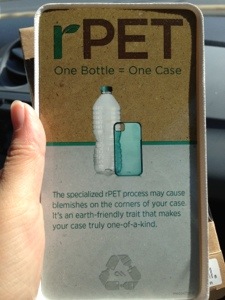 rPET
One Bottle = One Case
The specialized rPET process may cause
blemishes on the corners of your case.
It's an earth-friendly trait that makes
your case truly one-of-a-kind.